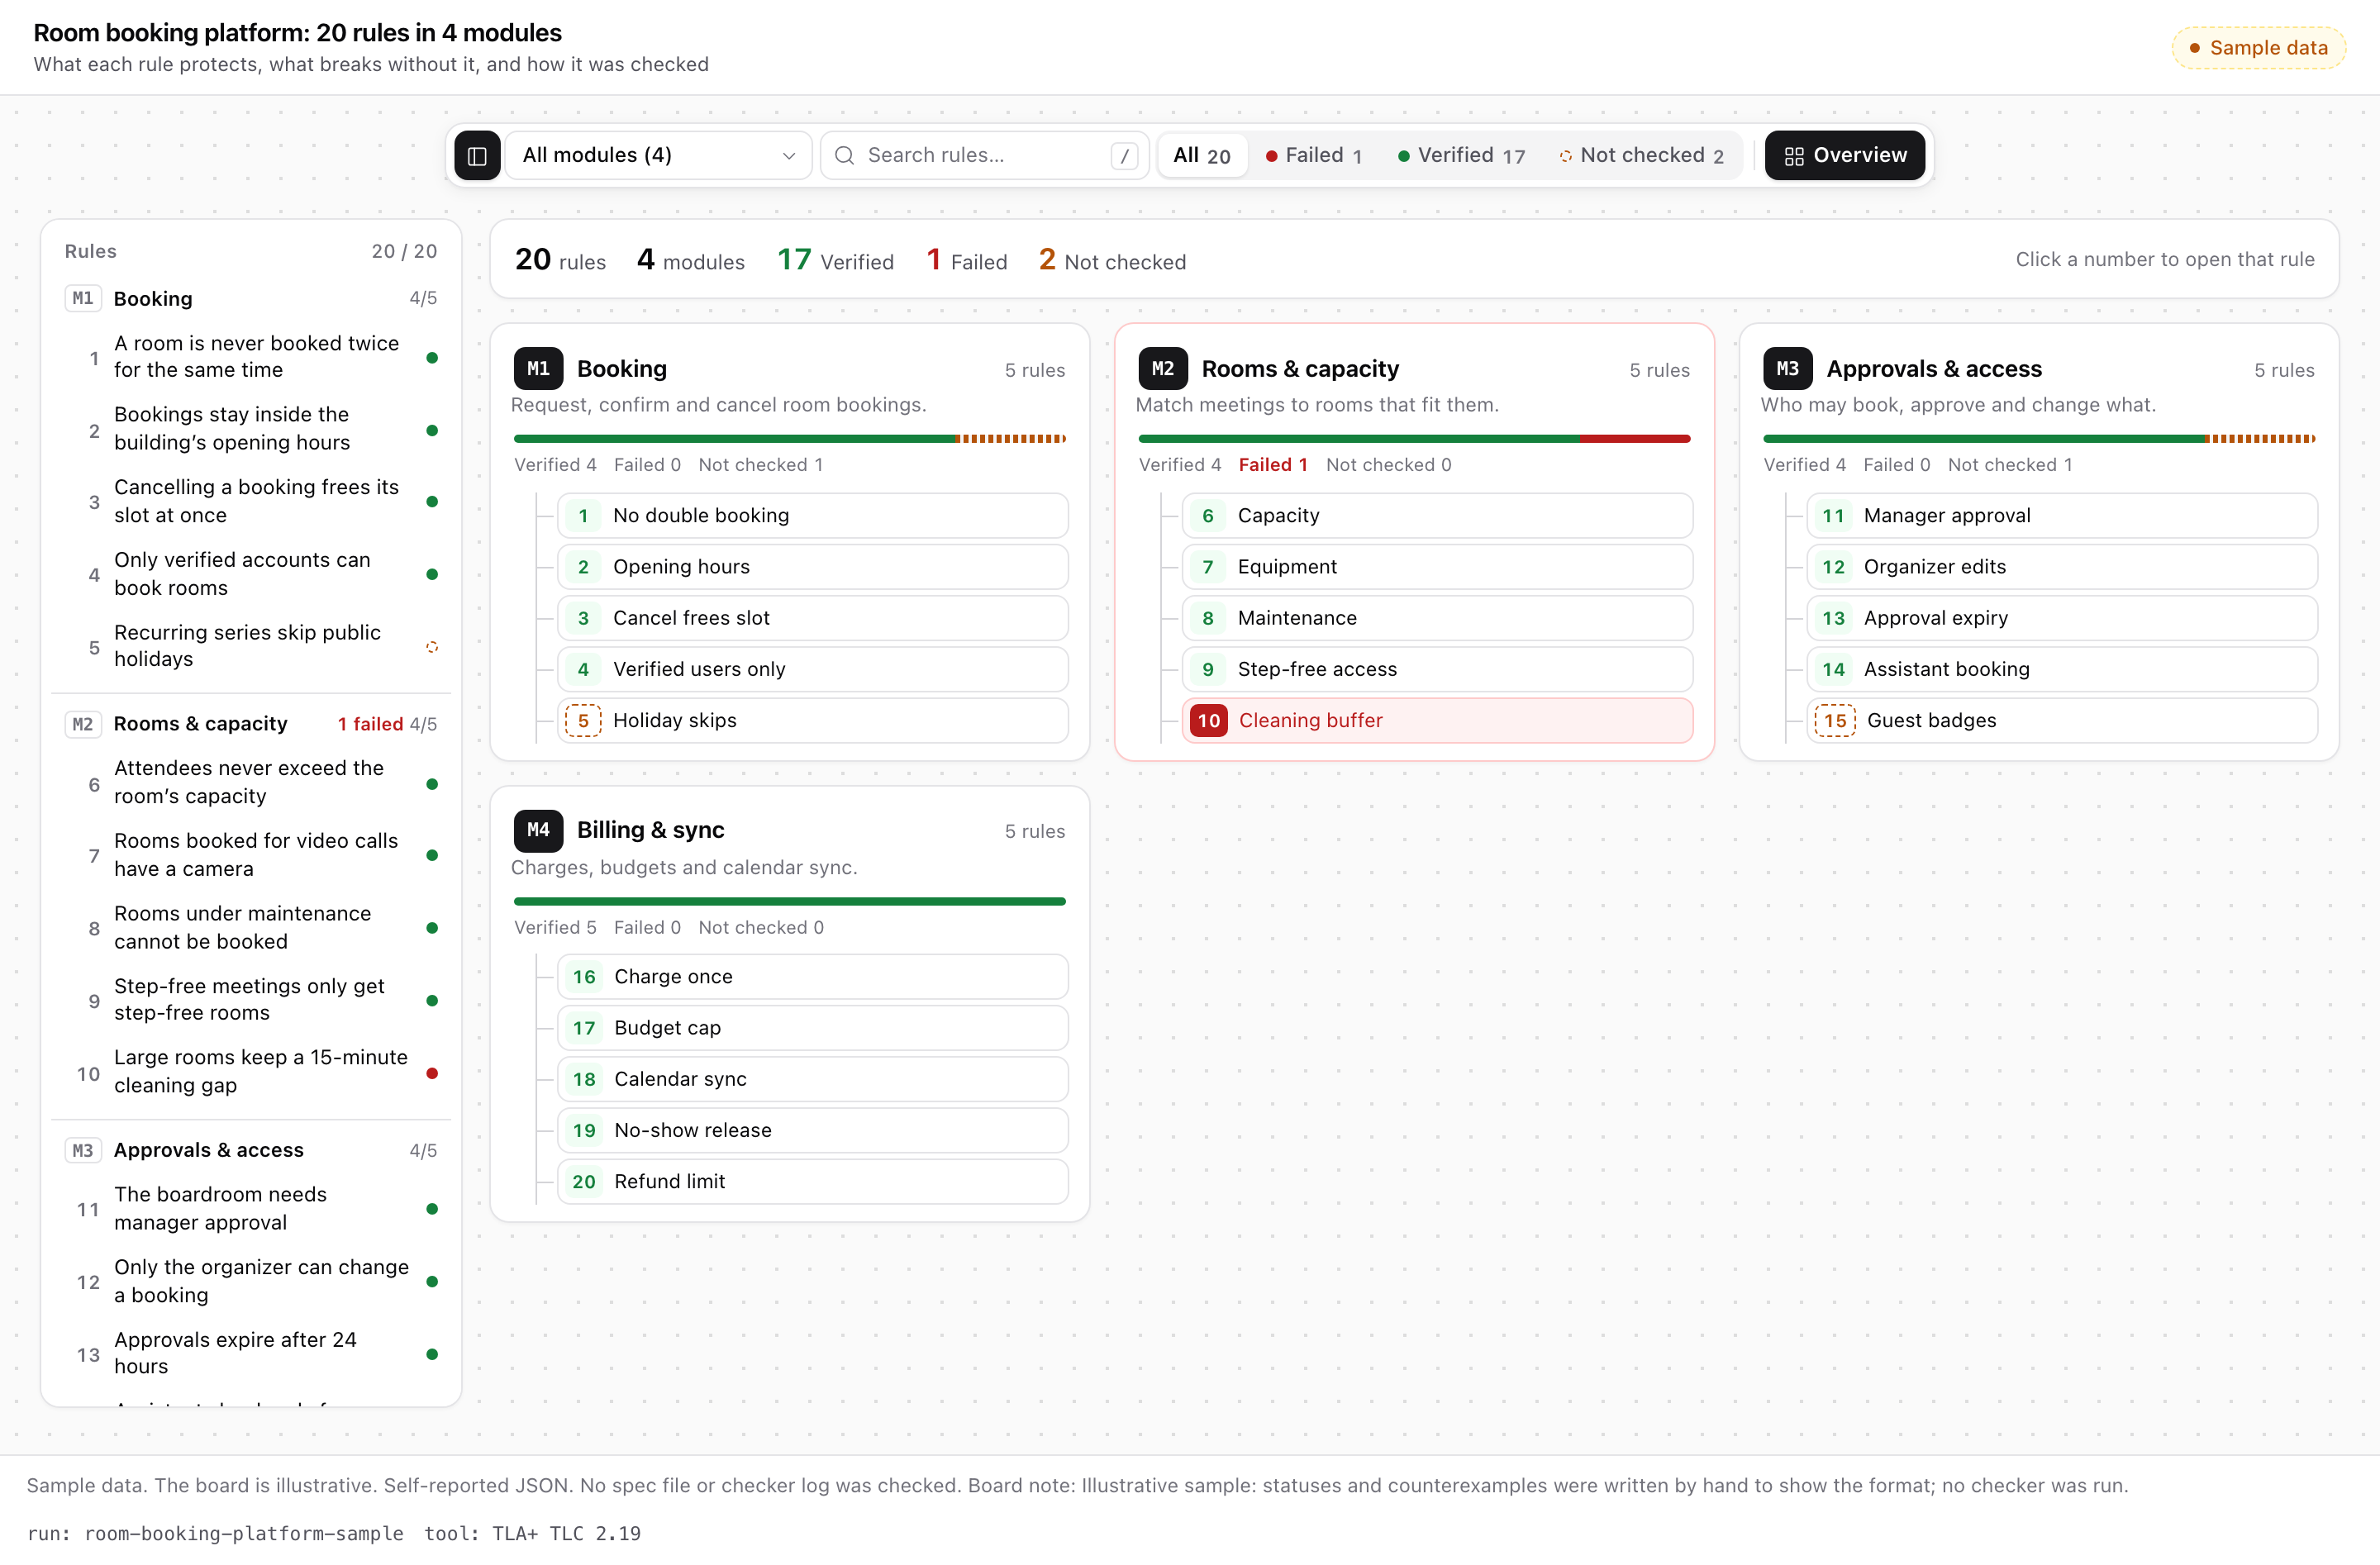 Room booking platform: 20 rules in 4 modules
What each rule protects, what breaks without it, and how it was checked
Sample data
All modules (4)
Search rules...
/
All 20
Failed 1
Verified 17
Not checked 2
Overview
Rules
20 / 20
M1 Booking 4/5
1 A room is never booked twice
for the same time
2 Bookings stay inside the
building’s opening hours
3 Cancelling a booking frees its
slot at once
4 Only verified accounts can
book rooms
5 Recurring series skip public
holidays
M2 Rooms & capacity 1 failed 4/5
6 Attendees never exceed the
room’s capacity
7 Rooms booked for video calls
have a camera
8 Rooms under maintenance
cannot be booked
9 Step-free meetings only get
step-free rooms
10 Large rooms keep a 15-minute
cleaning gap
M3 Approvals & access 4/5
11 The boardroom needs
manager approval
12 Only the organizer can change
a booking
13 Approvals expire after 24
hours
20 rules 4 modules 17 Verified 1 Failed 2 Not checked
Click a number to open that rule
M1 Booking 5 rules
Request, confirm and cancel room bookings.
Verified 4 Failed 0 Not checked 1
1 No double booking
2 Opening hours
3 Cancel frees slot
4 Verified users only
5 Holiday skips
M2 Rooms & capacity 5 rules
Match meetings to rooms that fit them.
Verified 4 Failed 1 Not checked 0
6 Capacity
7 Equipment
8 Maintenance
9 Step-free access
10 Cleaning buffer
M3 Approvals & access 5 rules
Who may book, approve and change what.
Verified 4 Failed 0 Not checked 1
11 Manager approval
12 Organizer edits
13 Approval expiry
14 Assistant booking
15 Guest badges
M4 Billing & sync 5 rules
Charges, budgets and calendar sync.
Verified 5 Failed 0 Not checked 0
16 Charge once
17 Budget cap
18 Calendar sync
19 No-show release
20 Refund limit
Sample data. The board is illustrative. Self-reported JSON. No spec file or checker log was checked. Board note: Illustrative sample: statuses and counterexamples were written by hand to show the format; no checker was run.
run: room-booking-platform-sample tool: TLA+ TLC 2.19